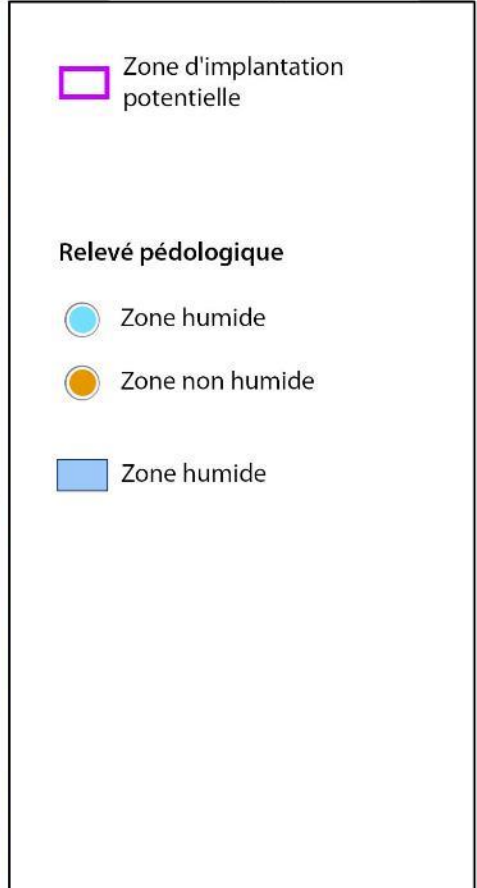 Zone d'implantation
potentielle
Relevé pédologique
Zone humide
Zone non humide
Zone humide